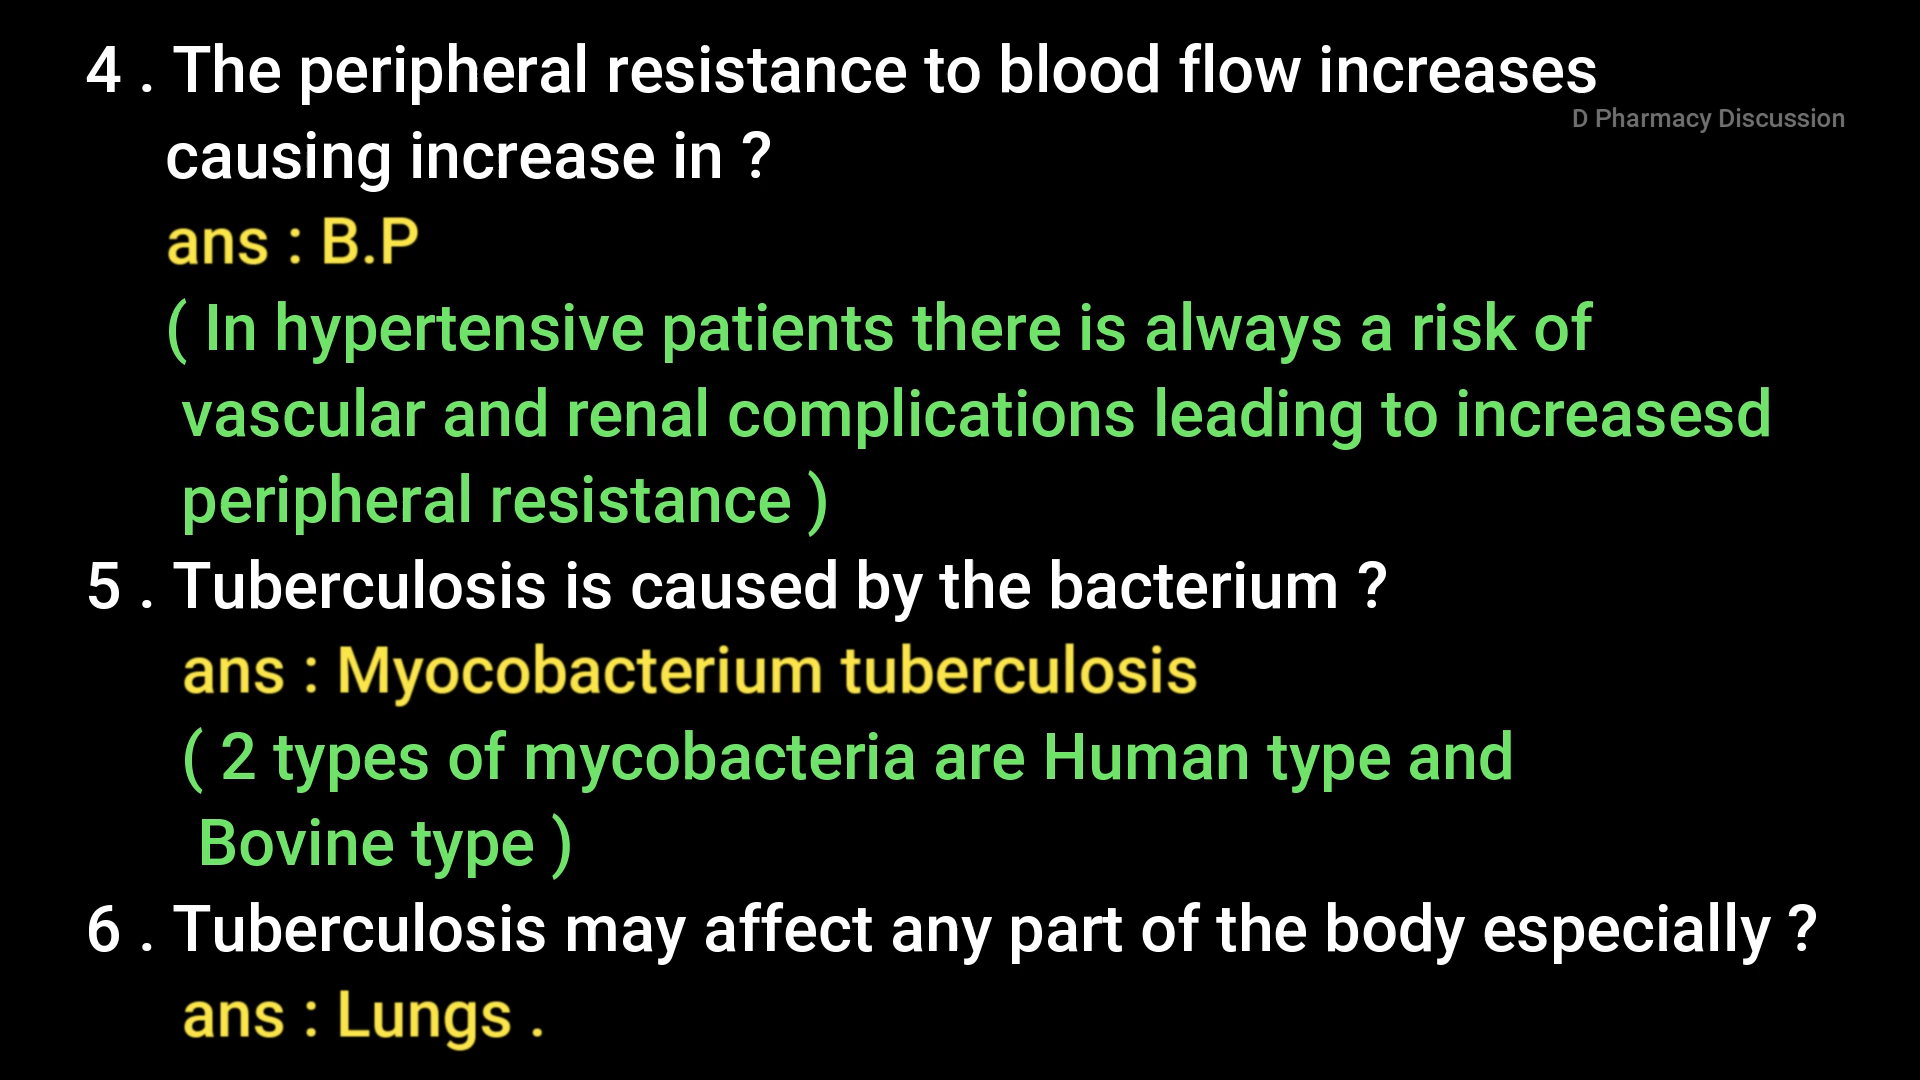 4 . The peripheral resistance to blood flow increases
D Pharmacy Discussion
causing increase in ?
ans : B.P
( In hypertensive patients there is always a risk of
vascular and renal complications leading to increasesd
peripheral resistance )
5 . Tuberculosis is caused by the bacterium ?
ans : Myocobacterium tuberculosis
( 2 types of mycobacteria are Human type and
Bovine type )
6 . Tuberculosis may affect any part of the body especially ?
ans : Lungs .